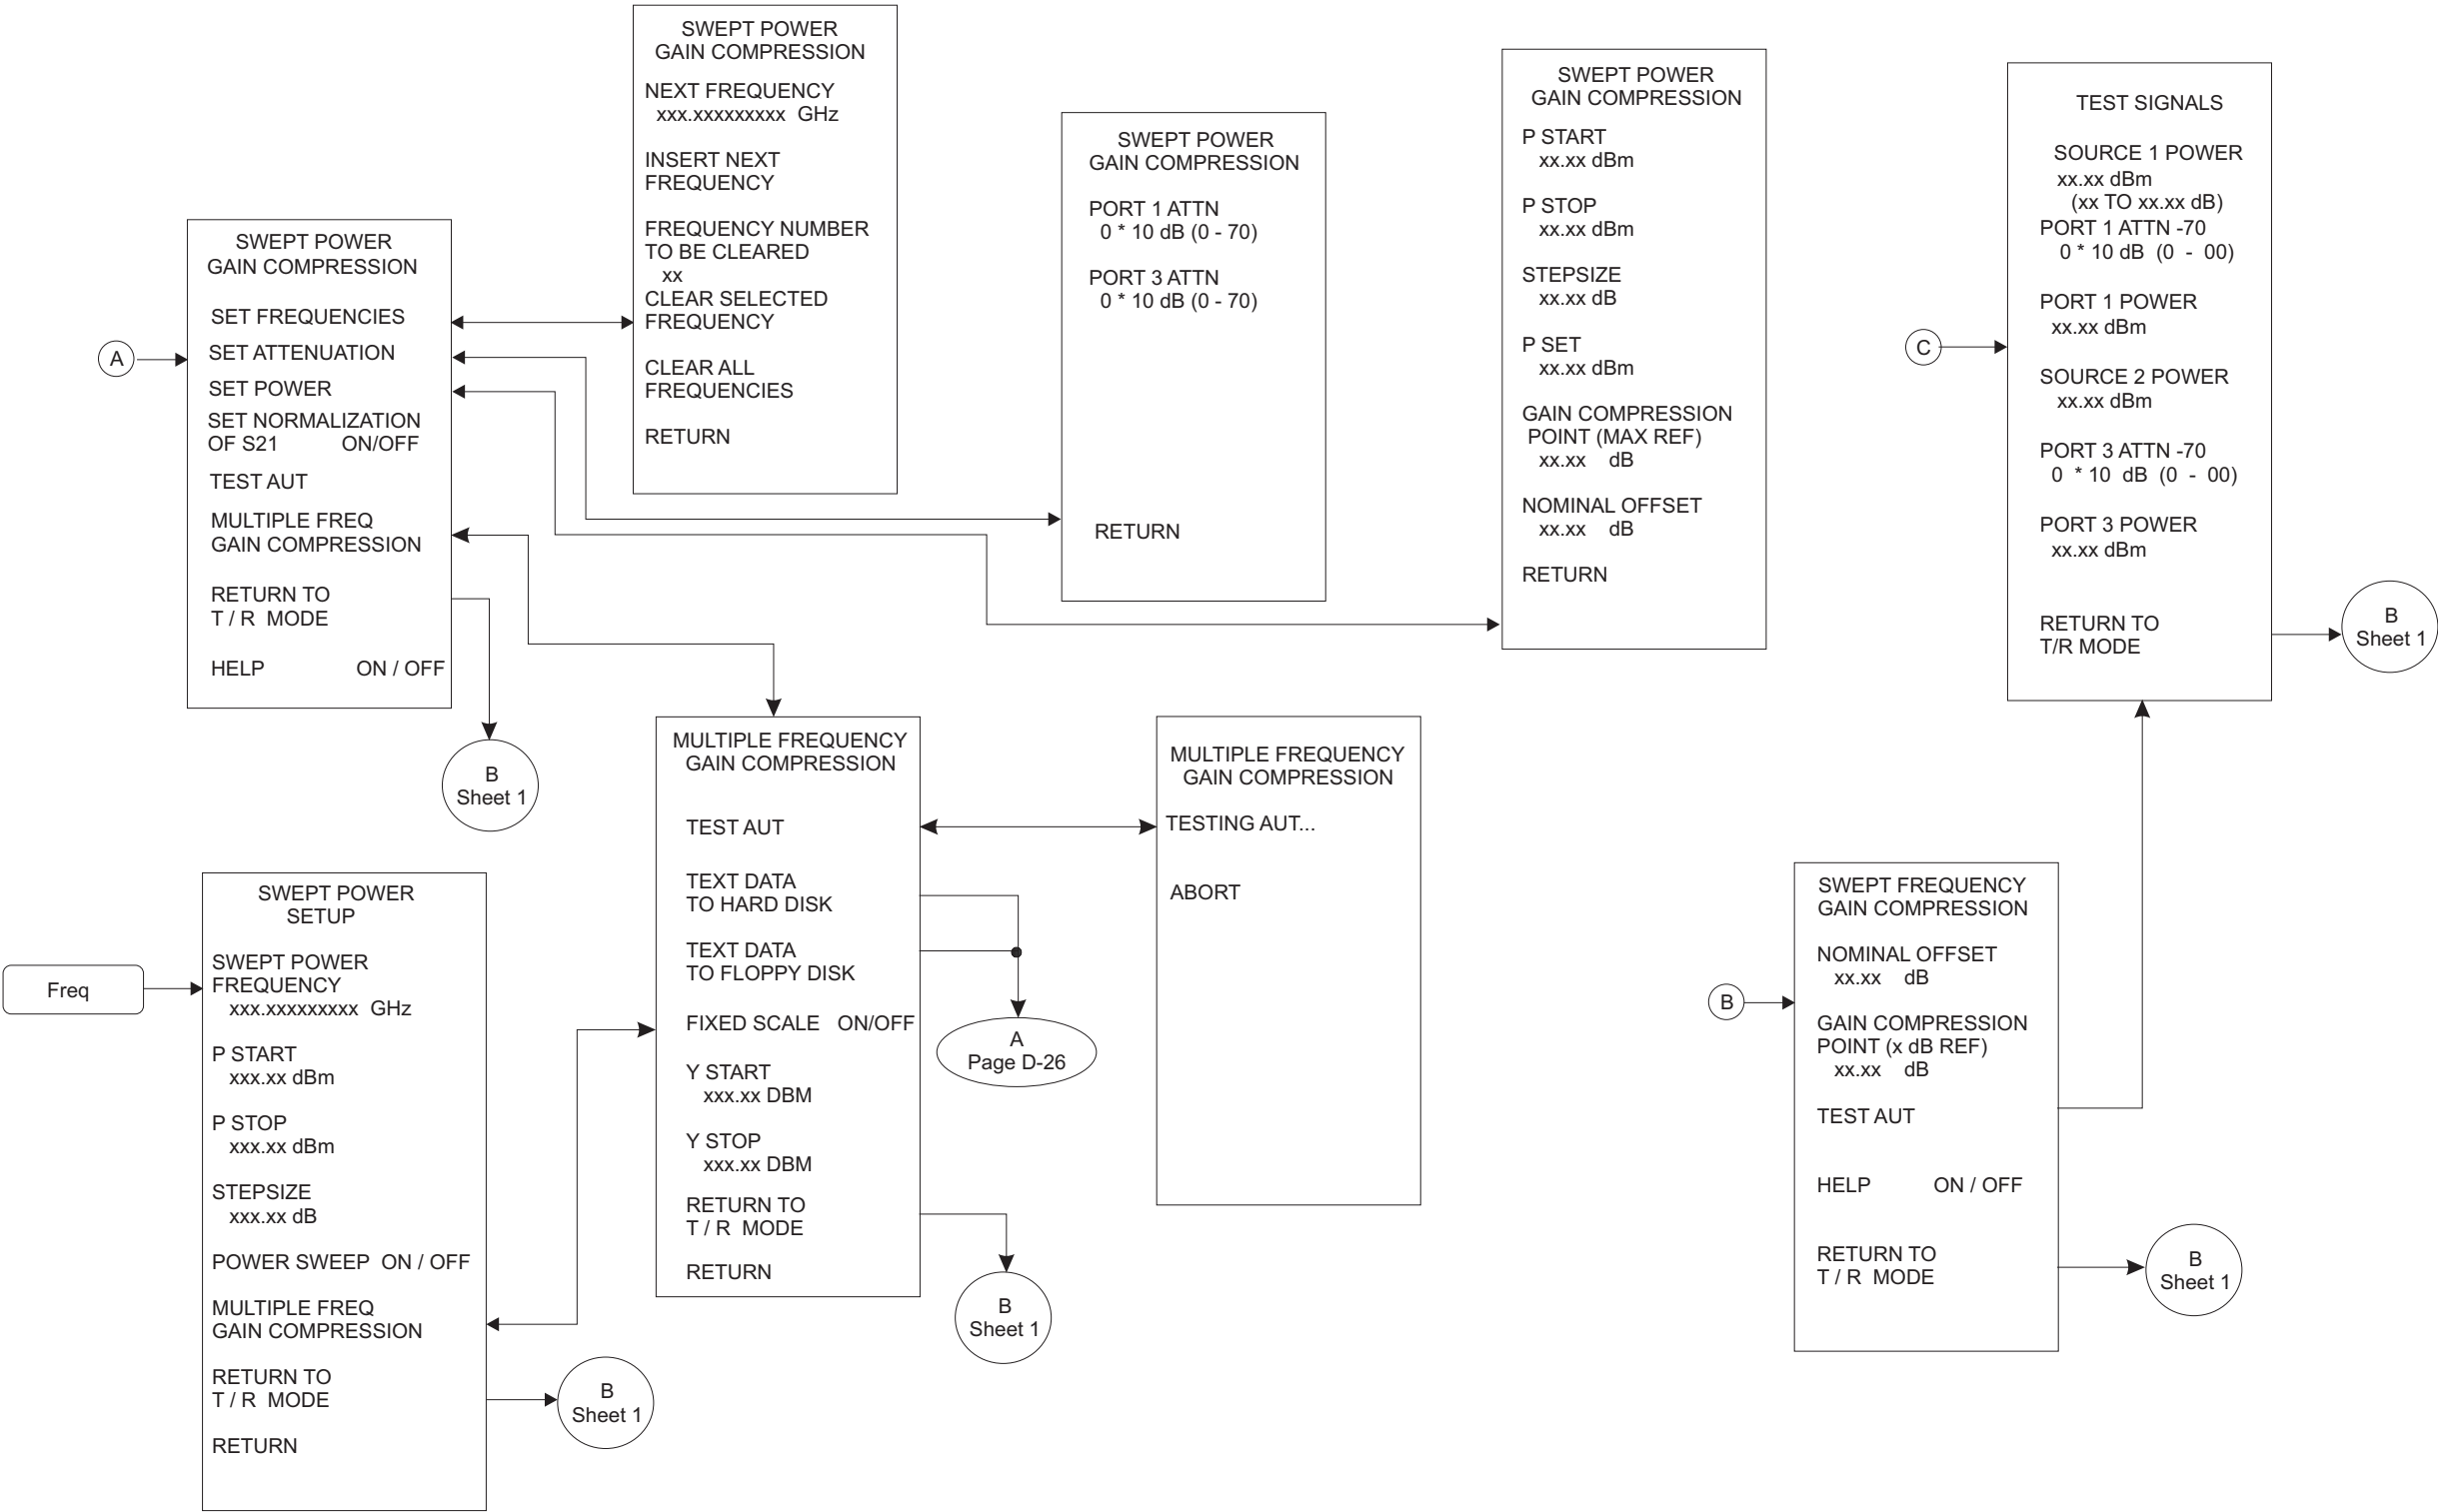 A
SWEPT POWER
GAIN COMPRESSION
SET FREQUENCIES
SET ATTENUATION
SET POWER
SET NORMALIZATION
OF S21 ON/OFF
TEST AUT
MULTIPLE FREQ
GAIN COMPRESSION
RETURN TO
T / R MODE
HELP ON / OFF
B
Sheet 1
SWEPT POWER
GAIN COMPRESSION
NEXT FREQUENCY
xxx.xxxxxxxxx GHz
INSERT NEXT
FREQUENCY
FREQUENCY NUMBER
TO BE CLEARED
xx
CLEAR SELECTED
FREQUENCY
CLEAR ALL
FREQUENCIES
RETURN
SWEPT POWER
GAIN COMPRESSION
PORT 1 ATTN
0 * 10 dB (0 - 70)
PORT 3 ATTN
0 * 10 dB (0 - 70)
RETURN
SWEPT POWER
GAIN COMPRESSION
P START
xx.xx dBm
P STOP
xx.xx dBm
STEPSIZE
xx.xx dB
P SET
xx.xx dBm
GAIN COMPRESSION
POINT (MAX REF)
xx.xx dB
NOMINAL OFFSET
xx.xx dB
RETURN
C
TEST SIGNALS
SOURCE 1 POWER
xx.xx dBm
(xx TO xx.xx dB)
PORT 1 ATTN -70
0 * 10 dB (0 - 00)
PORT 1 POWER
xx.xx dBm
SOURCE 2 POWER
xx.xx dBm
PORT 3 ATTN -70
0 * 10 dB (0 - 00)
PORT 3 POWER
xx.xx dBm
RETURN TO
T/R MODE
B
Sheet 1
Freq
SWEPT POWER
SETUP
SWEPT POWER
FREQUENCY
xxx.xxxxxxxxx GHz
P START
xxx.xx dBm
P STOP
xxx.xx dBm
STEPSIZE
xxx.xx dB
POWER SWEEP ON / OFF
MULTIPLE FREQ
GAIN COMPRESSION
RETURN TO
T / R MODE
RETURN
B
Sheet 1
MULTIPLE FREQUENCY
GAIN COMPRESSION
TEST AUT
TEXT DATA
TO HARD DISK
TEXT DATA
TO FLOPPY DISK
FIXED SCALE ON/OFF
Y START
xxx.xx DBM
Y STOP
xxx.xx DBM
RETURN TO
T / R MODE
RETURN
A
Page D-26
B
Sheet 1
MULTIPLE FREQUENCY
GAIN COMPRESSION
TESTING AUT...
ABORT
B
SWEPT FREQUENCY
GAIN COMPRESSION
NOMINAL OFFSET
xx.xx dB
GAIN COMPRESSION
POINT (x dB REF)
xx.xx dB
TEST AUT
HELP ON / OFF
RETURN TO
T / R MODE
B
Sheet 1